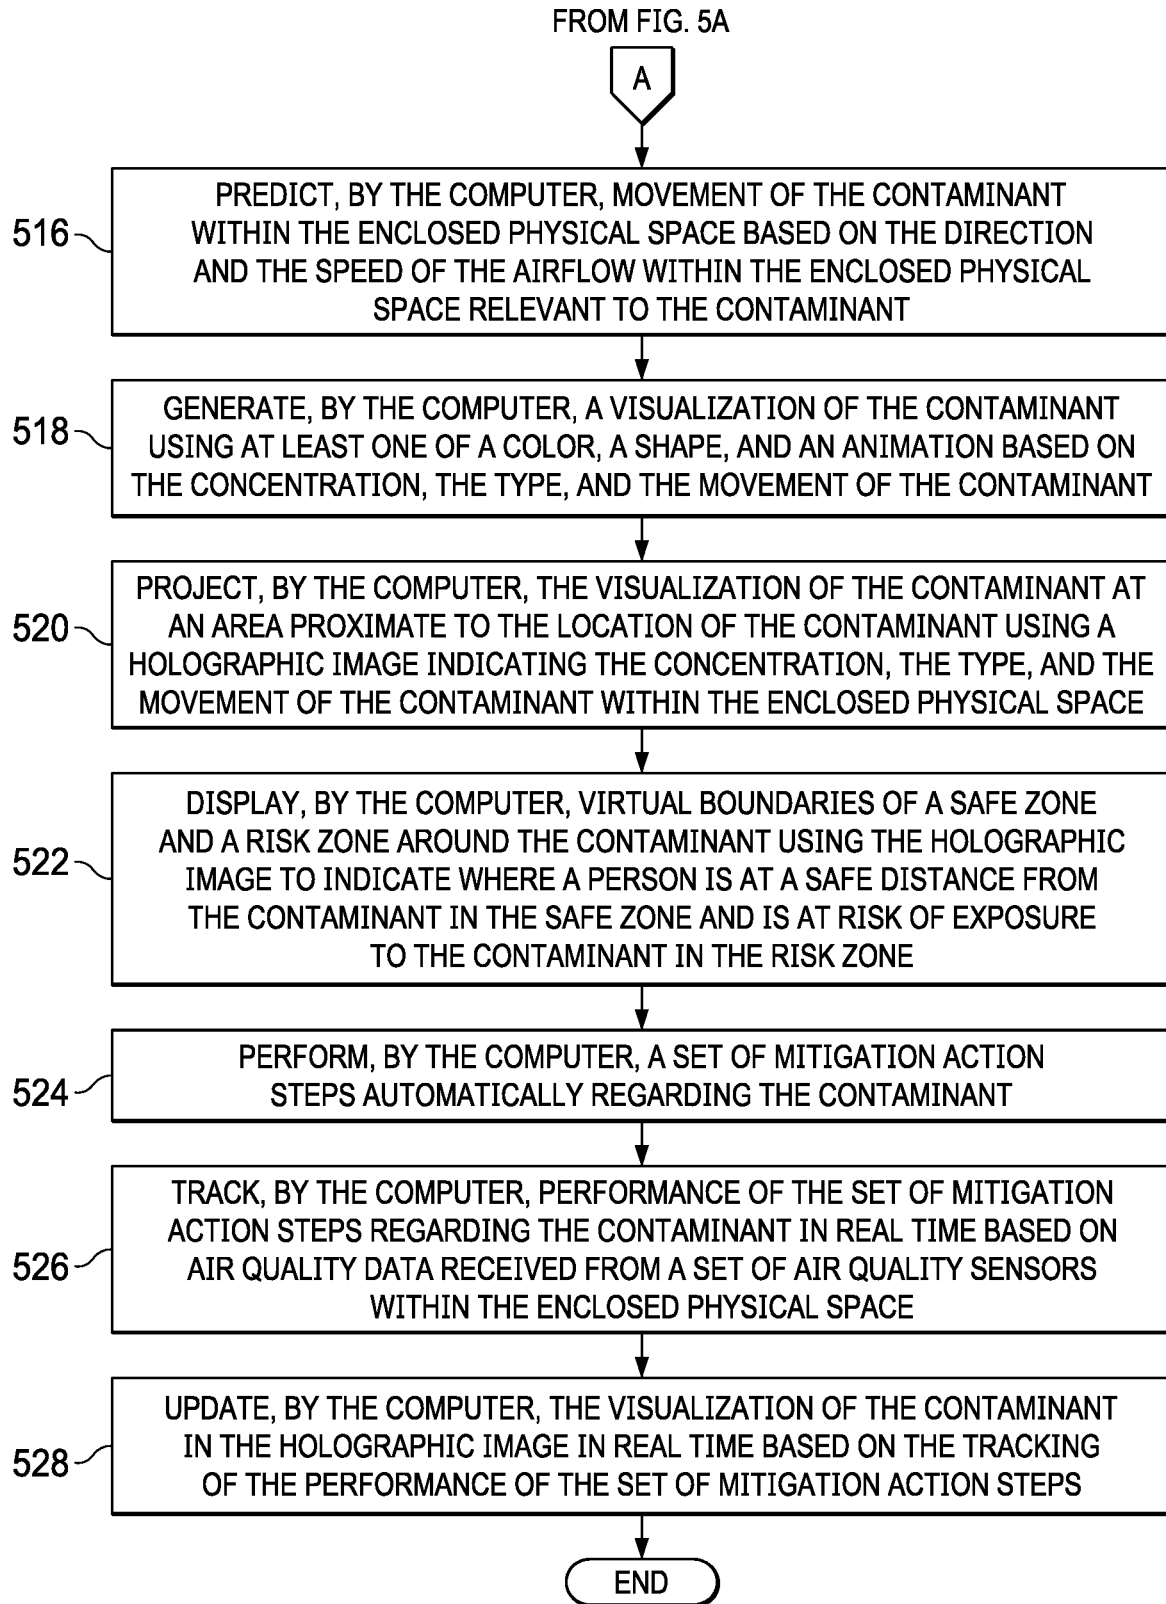 FROM FIG. 5A
A
516
PREDICT, BY THE COMPUTER, MOVEMENT OF THE CONTAMINANT
WITHIN THE ENCLOSED PHYSICAL SPACE BASED ON THE DIRECTION
AND THE SPEED OF THE AIRFLOW WITHIN THE ENCLOSED PHYSICAL
SPACE RELEVANT TO THE CONTAMINANT
518
GENERATE, BY THE COMPUTER, A VISUALIZATION OF THE CONTAMINANT
USING AT LEAST ONE OF A COLOR, A SHAPE, AND AN ANIMATION BASED ON
THE CONCENTRATION, THE TYPE, AND THE MOVEMENT OF THE CONTAMINANT
520
PROJECT, BY THE COMPUTER, THE VISUALIZATION OF THE CONTAMINANT AT
AN AREA PROXIMATE TO THE LOCATION OF THE CONTAMINANT USING A
HOLOGRAPHIC IMAGE INDICATING THE CONCENTRATION, THE TYPE, AND THE
MOVEMENT OF THE CONTAMINANT WITHIN THE ENCLOSED PHYSICAL SPACE
522
DISPLAY, BY THE COMPUTER, VIRTUAL BOUNDARIES OF A SAFE ZONE
AND A RISK ZONE AROUND THE CONTAMINANT USING THE HOLOGRAPHIC
IMAGE TO INDICATE WHERE A PERSON IS AT A SAFE DISTANCE FROM
THE CONTAMINANT IN THE SAFE ZONE AND IS AT RISK OF EXPOSURE
TO THE CONTAMINANT IN THE RISK ZONE
524
PERFORM, BY THE COMPUTER, A SET OF MITIGATION ACTION
STEPS AUTOMATICALLY REGARDING THE CONTAMINANT
526
TRACK, BY THE COMPUTER, PERFORMANCE OF THE SET OF MITIGATION
ACTION STEPS REGARDING THE CONTAMINANT IN REAL TIME BASED ON
AIR QUALITY DATA RECEIVED FROM A SET OF AIR QUALITY SENSORS
WITHIN THE ENCLOSED PHYSICAL SPACE
528
UPDATE, BY THE COMPUTER, THE VISUALIZATION OF THE CONTAMINANT
IN THE HOLOGRAPHIC IMAGE IN REAL TIME BASED ON THE TRACKING
OF THE PERFORMANCE OF THE SET OF MITIGATION ACTION STEPS
END